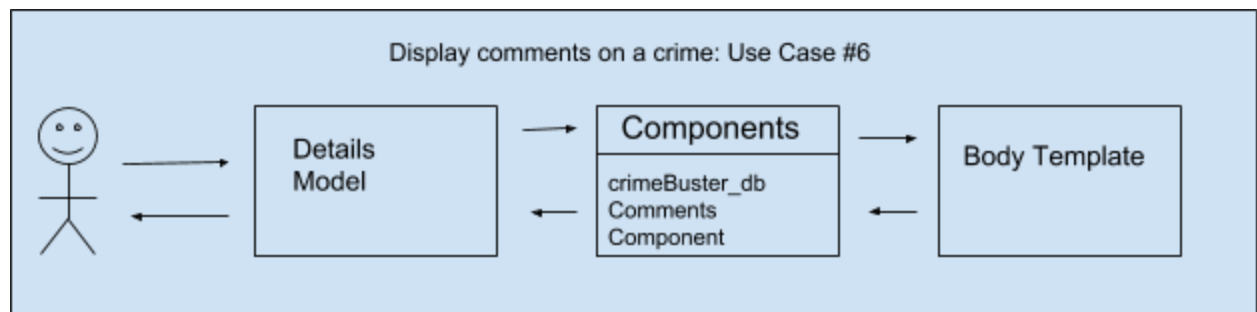 Display comments on a crime: Use Case #6
Details
Model
Components
crimeBuster_db
Comments
Component
Body Template